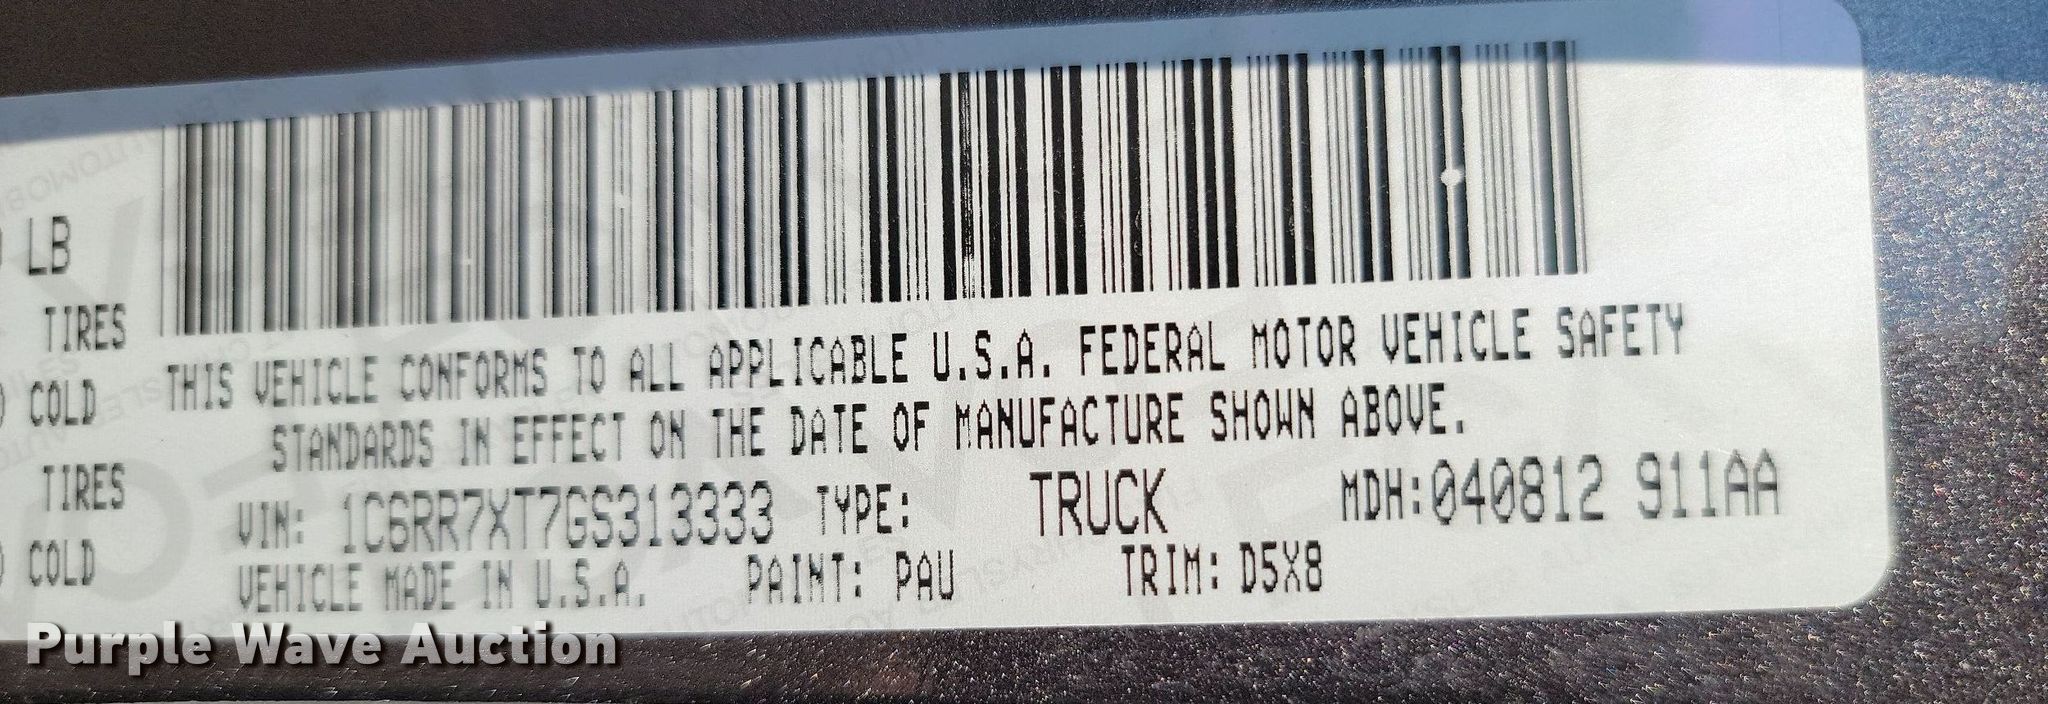 LB
TIRES
COLD
TIRES
COLD
THIS VEHICLE CONFORMS TO ALL APPLICABLE U.S.A. FEDERAL MOTOR VEHICLE SAFETY
STANDARDS IN EFFECT ON THE DATE OF MANUFACTURE SHOWN ABOVE.
VIN: 1C6RR7XT7GS313333 TYPE: TRUCK MDH:040812 911AA
VEHICLE MADE IN U.S.A. PAINT: PAU TRIM: D5X8
Purple Wave Auction